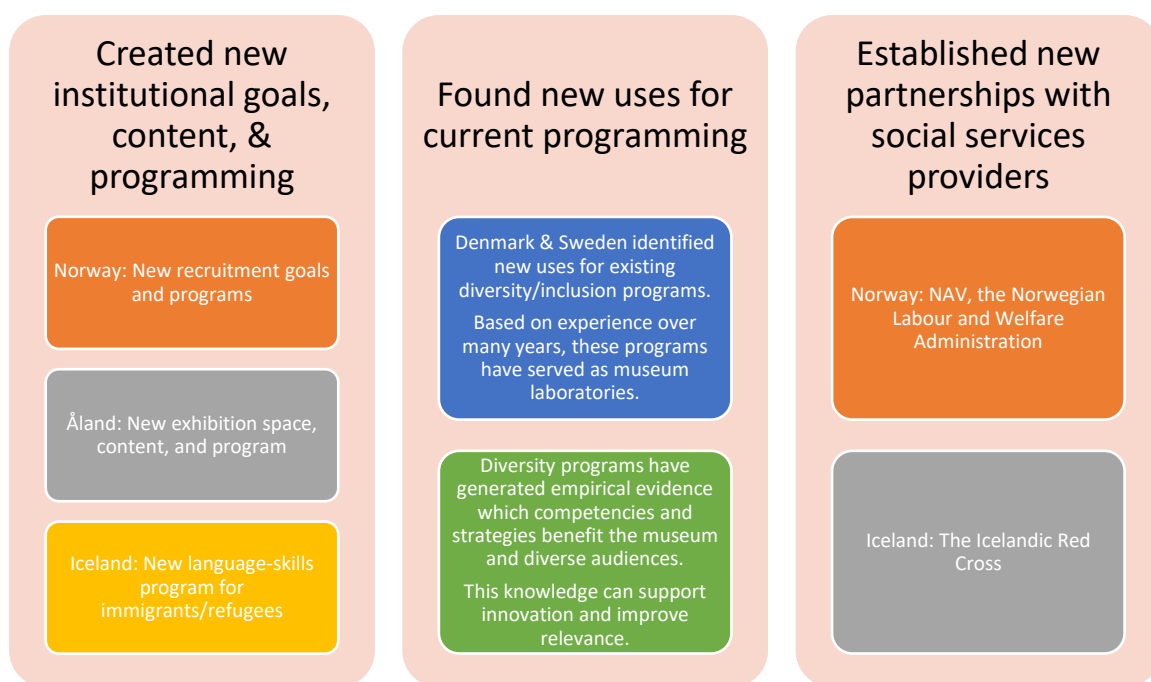 Created new
institutional goals,
content, &
programming
Norway: New recruitment goals
and programs
Åland: New exhibition space,
content, and program
Iceland: New language-skills
program for
immigrants/refugees
Found new uses for
current programming
Denmark & Sweden identified
new uses for existing
diversity/inclusion programs.
Based on experience over
many years, these programs
have served as museum
laboratories.
Diversity programs have
generated empirical evidence
which competencies and
strategies benefit the museum
and diverse audiences.
This knowledge can support
innovation and improve
relevance.
Established new
partnerships with
social services
providers
Norway: NAV, the Norwegian
Labour and Welfare
Administration
Iceland: The Icelandic Red
Cross